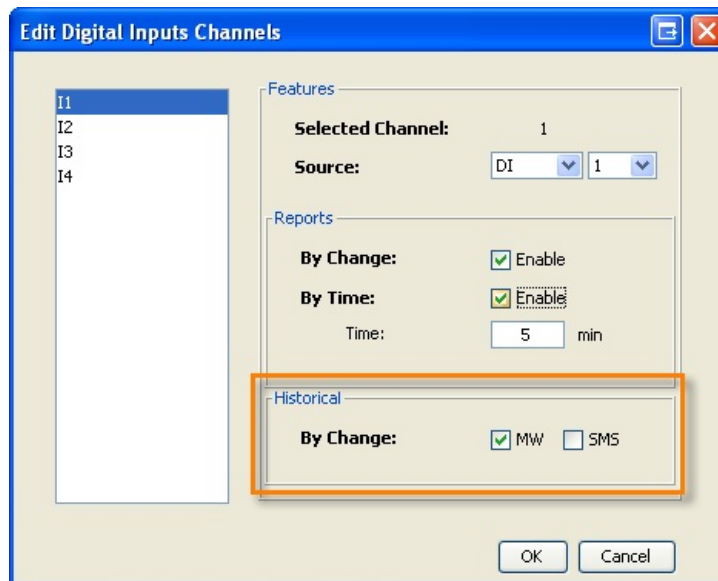 Edit Digital Inputs Channels
I1
I2
I3
I4
Features
Selected Channel: 1
Source: DI 1
Reports
By Change: Enable
By Time: Enable
Time: 5 min
Historical
By Change: MW SMS
OK Cancel